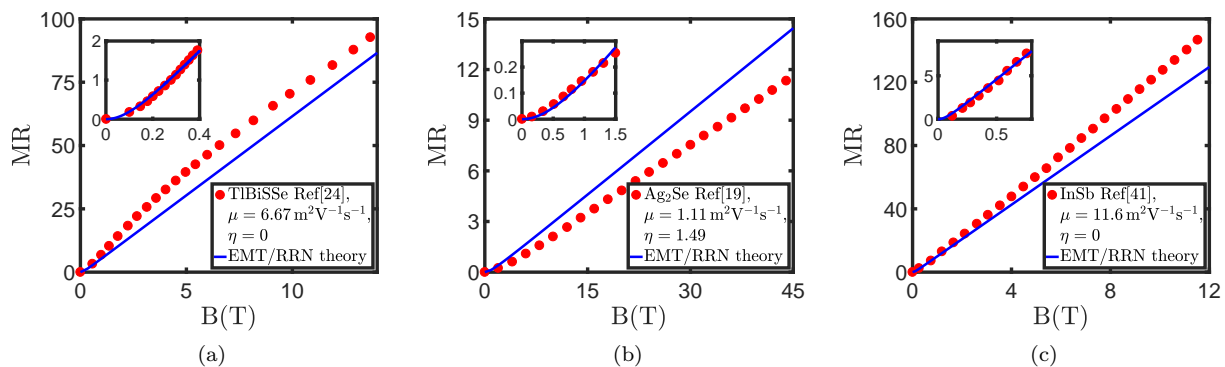 100
75
50
25
0
MR
2
1
0
0
0.2
0.4
TlBiSSe Ref[24],
μ = 6.67 m²V⁻¹s⁻¹,
η = 0
EMT/RRN theory
0
5
10
B(T)
(a)
15
12
9
6
3
0
MR
0.2
0.1
0
0
0.5
1
1.5
Ag₂Se Ref[19],
μ = 1.11 m²V⁻¹s⁻¹,
η = 1.49
EMT/RRN theory
0
15
30
45
B(T)
(b)
160
120
80
40
0
MR
5
0
0
0.5
InSb Ref[41],
μ = 11.6 m²V⁻¹s⁻¹,
η = 0
EMT/RRN theory
0
4
8
12
B(T)
(c)